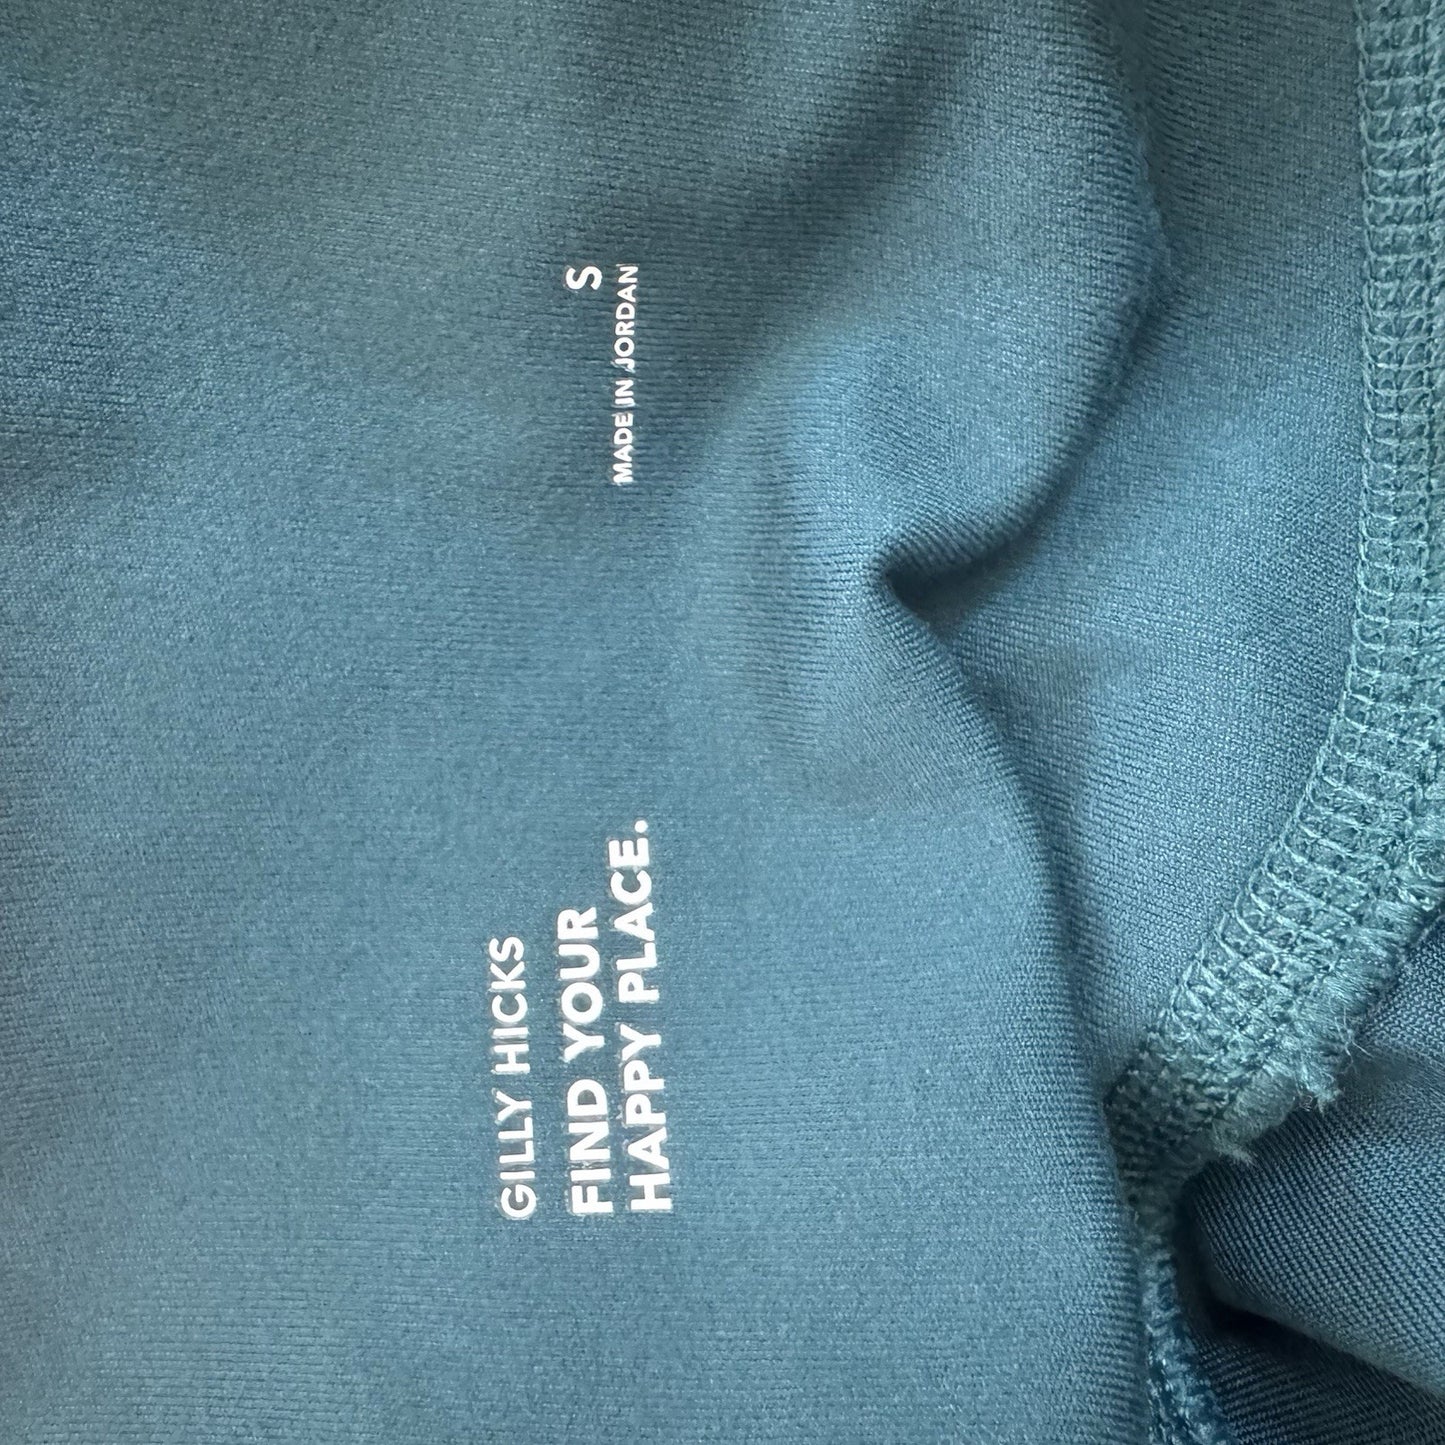 GILLY HICKS
FIND YOUR
HAPPY PLACE.
S
MADE IN JORDAN